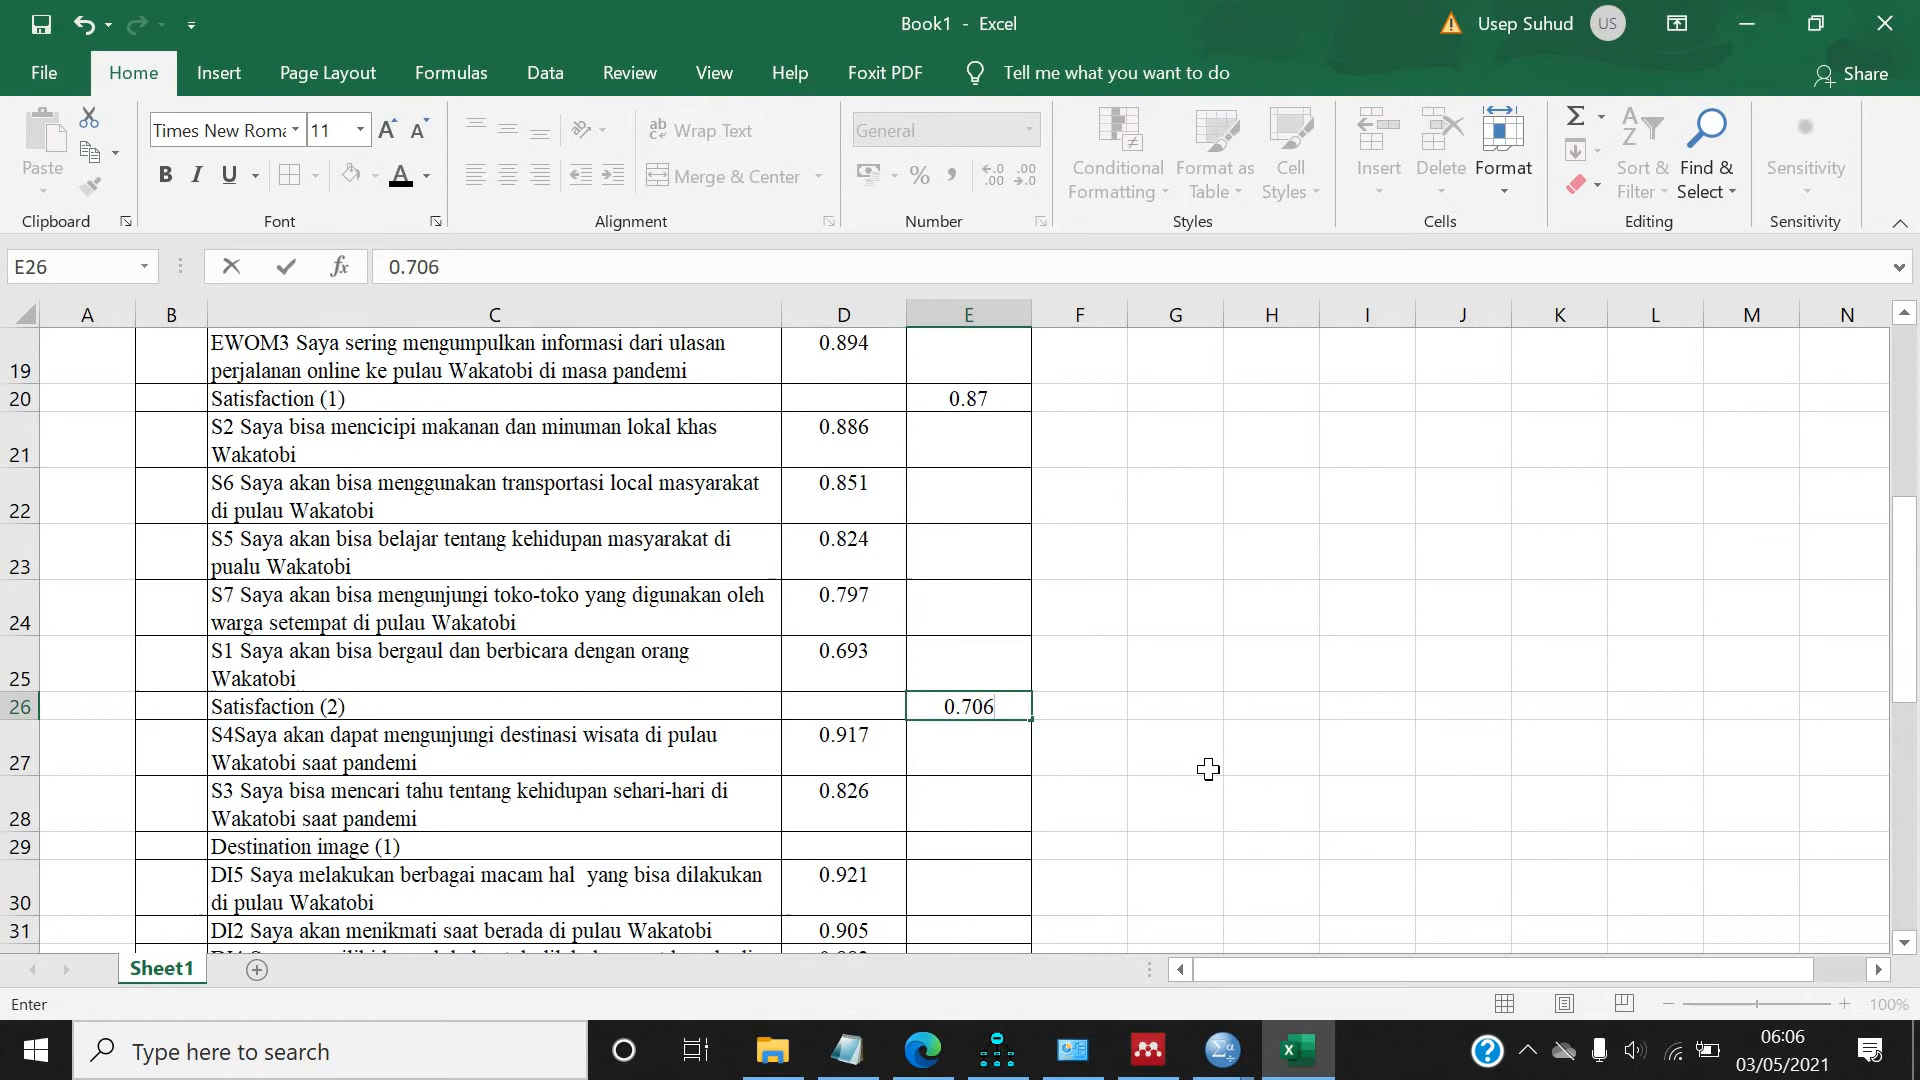 Book1 - Excel
Usep Suhud
US
File
Home
Insert
Page Layout
Formulas
Data
Review
View
Help
Foxit PDF
Tell me what you want to do
Share
Paste
Clipboard
Times New Roma
11
B I U
Font
Wrap Text
Merge & Center
Alignment
General
Number
Conditional
Formatting
Format as
Table
Cell
Styles
Styles
Insert
Delete
Format
Cells
Sort &
Filter
Find &
Select
Editing
Sensitivity
Sensitivity
E26
fx
0.706
A B C D E F G H I J K L M N
EWOM3 Saya sering mengumpulkan informasi dari ulasan 0.894
19 perjalanan online ke pulau Wakatobi di masa pandemi
20 Satisfaction (1) 0.87
S2 Saya bisa mencicipi makanan dan minuman lokal khas 0.886
21 Wakatobi
S6 Saya akan bisa menggunakan transportasi local masyarakat 0.851
22 di pulau Wakatobi
S5 Saya akan bisa belajar tentang kehidupan masyarakat di 0.824
23 pualu Wakatobi
S7 Saya akan bisa mengunjungi toko-toko yang digunakan oleh 0.797
24 warga setempat di pulau Wakatobi
S1 Saya akan bisa bergaul dan berbicara dengan orang 0.693
25 Wakatobi
26 Satisfaction (2) 0.706
S4Saya akan dapat mengunjungi destinasi wisata di pulau 0.917
27 Wakatobi saat pandemi
S3 Saya bisa mencari tahu tentang kehidupan sehari-hari di 0.826
28 Wakatobi saat pandemi
29 Destination image (1)
DI5 Saya melakukan berbagai macam hal  yang bisa dilakukan 0.921
30 di pulau Wakatobi
31 DI2 Saya akan menikmati saat berada di pulau Wakatobi 0.905
Sheet1
Enter
100%
Type here to search
06:06
03/05/2021